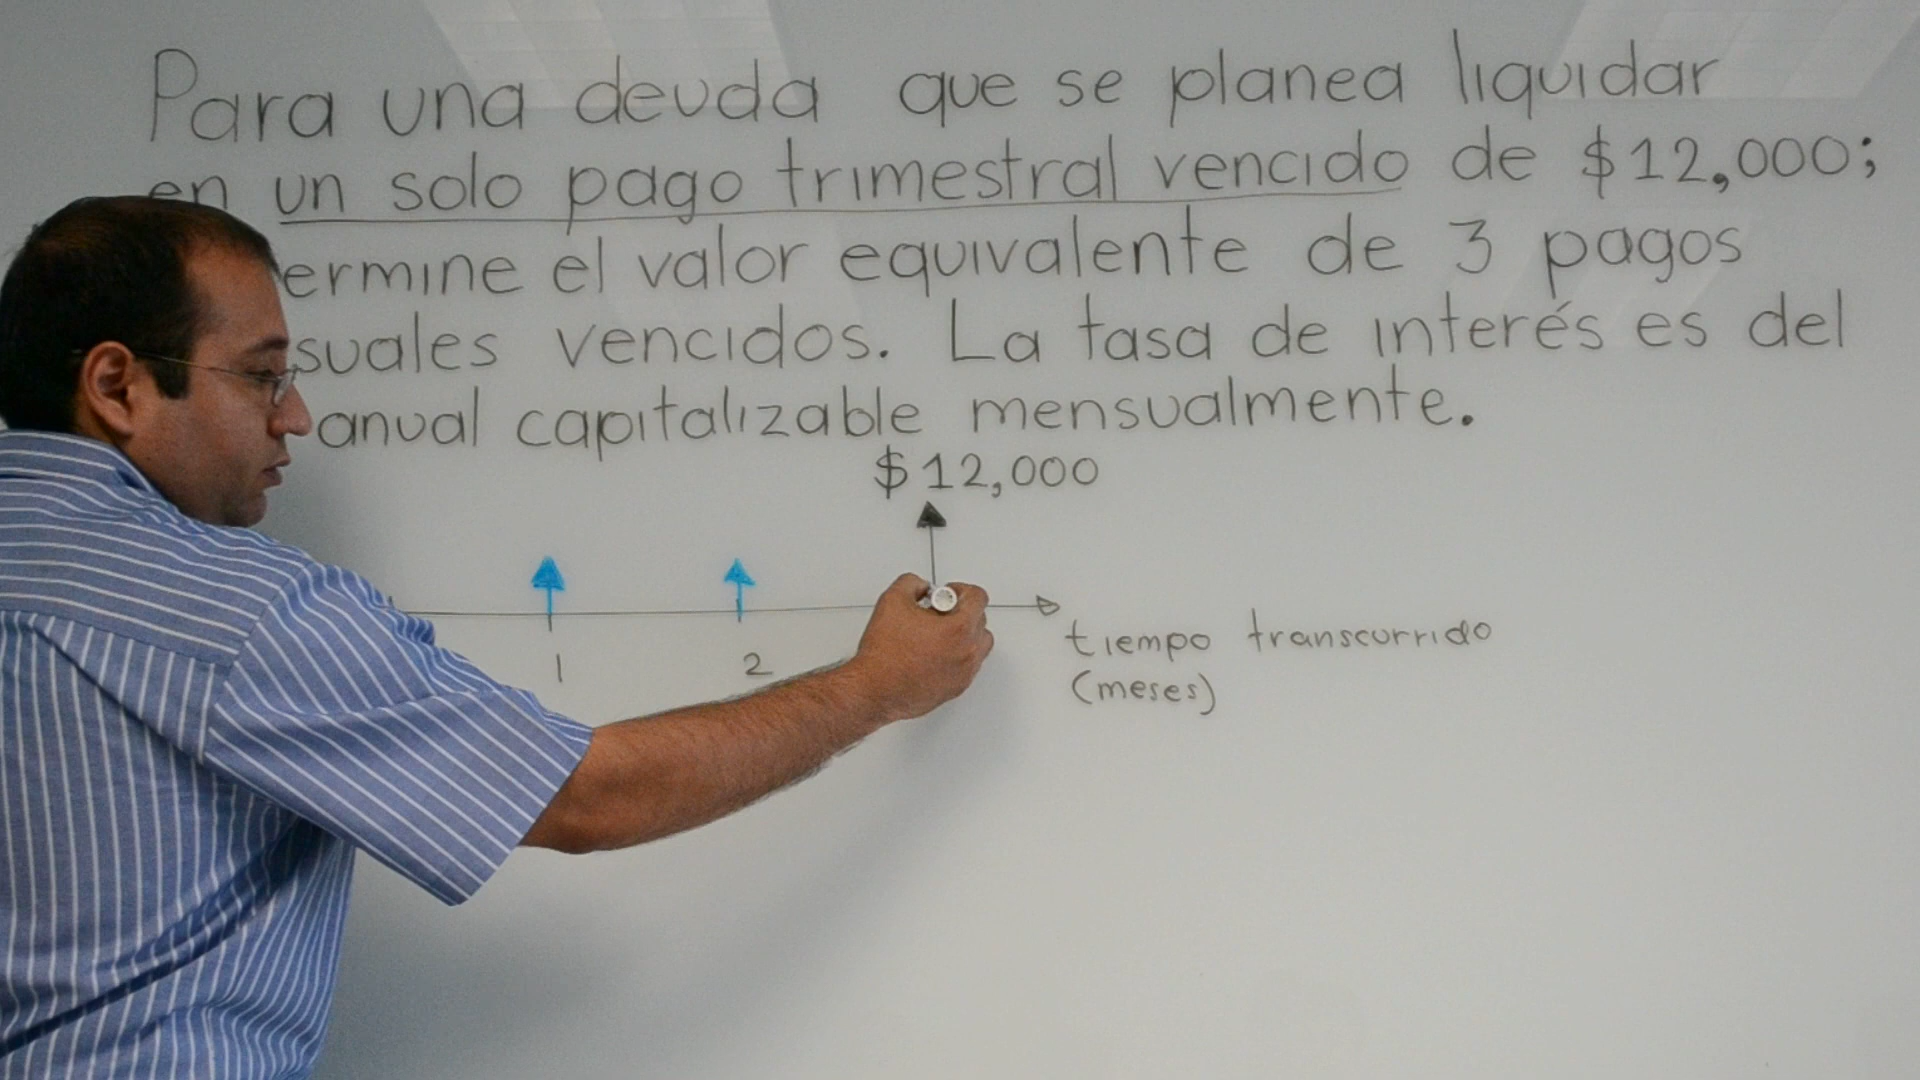 Para una deuda que se planea liquidar
en un solo pago trimestral vencido de $12,000;
ermine el valor equivalente de 3 pagos
suales vencidos. La tasa de interés es del
anual capitalizable mensualmente.
$12,000
1 2
tiempo transcurrido
(meses)